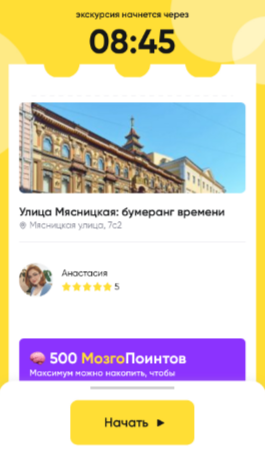 экскурсия начнется через
08:45
Улица Мясницкая: бумеранг времени
Мясницкая улица, 7с2
Анастасия
5
500 МозгоПоинтов
Максимум можно накопить, чтобы
Начать